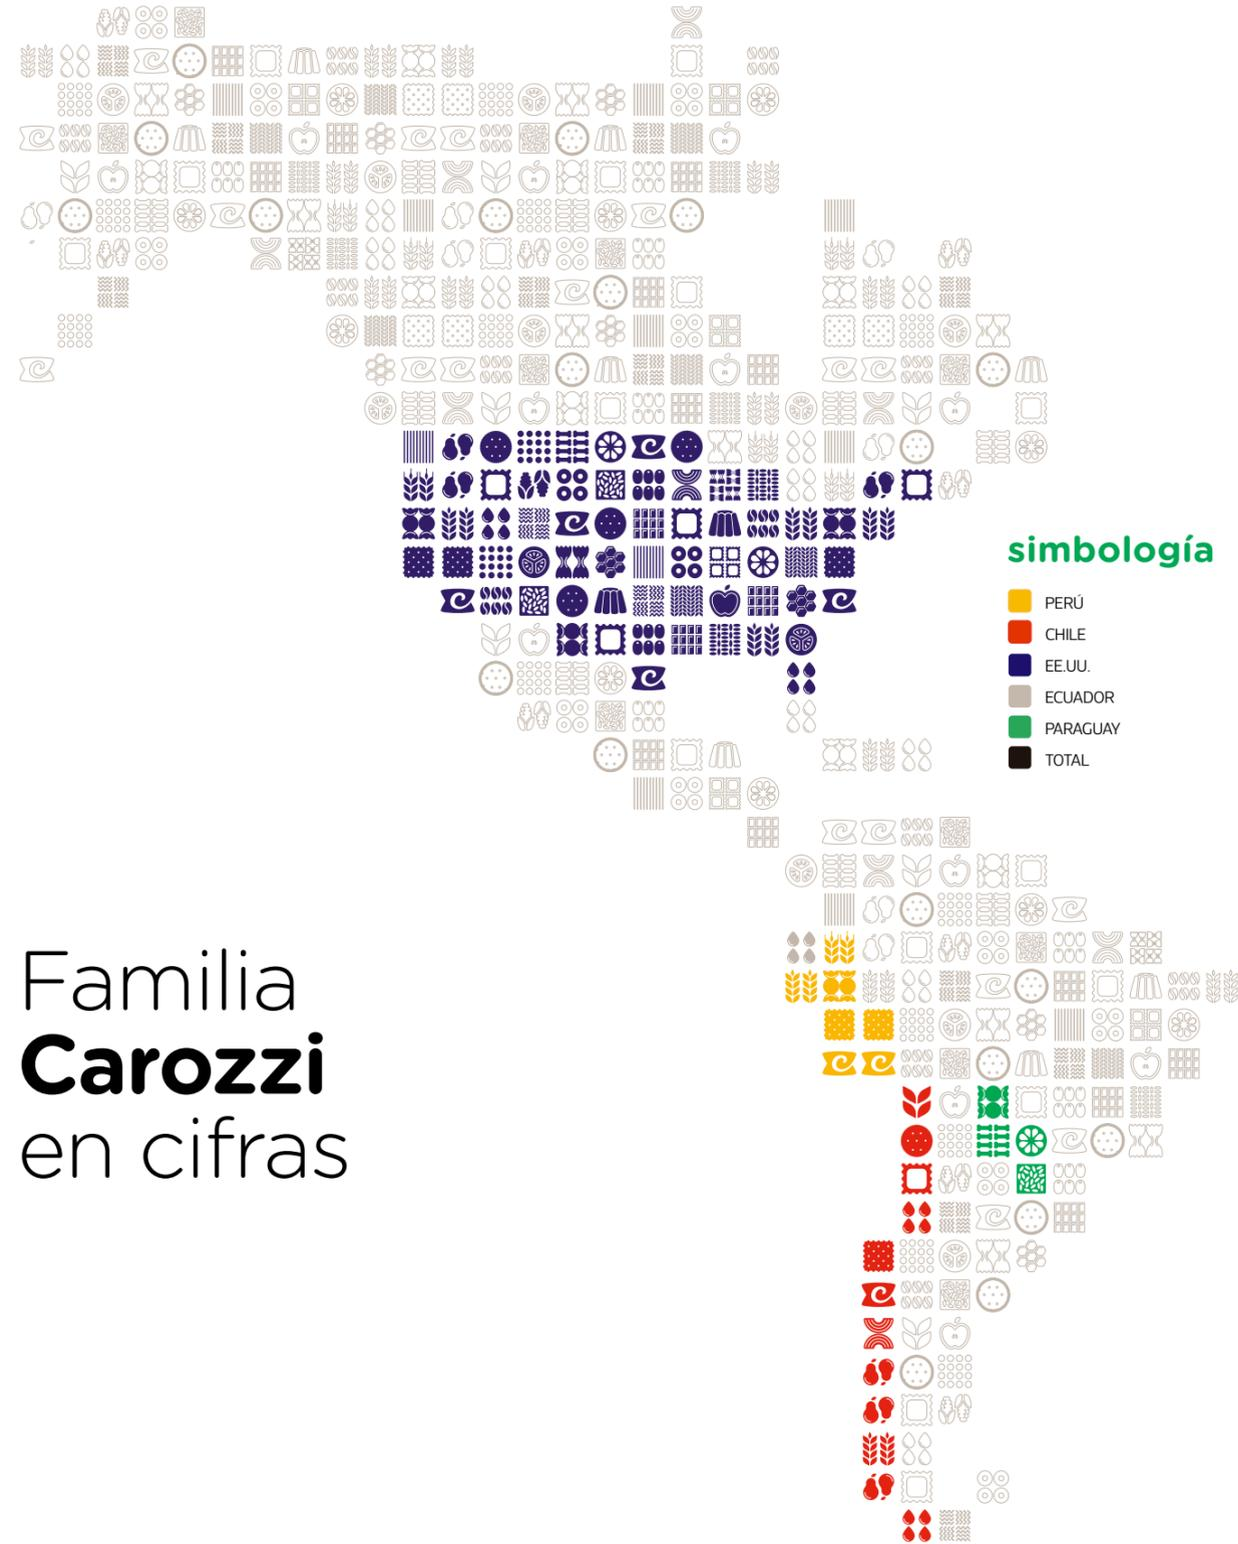 simbología
PERÚ
CHILE
EE.UU.
ECUADOR
PARAGUAY
TOTAL
Familia
Carozzi
en cifras